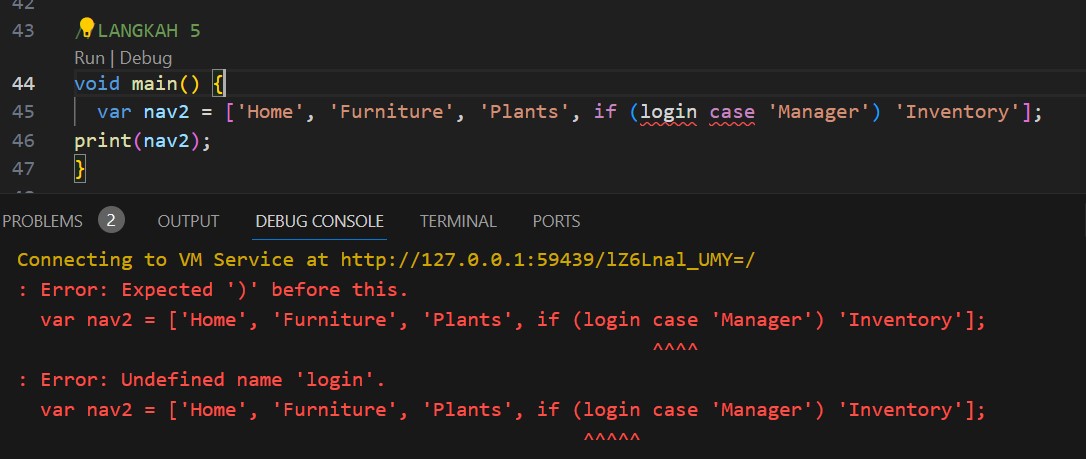 42
43 // LANGKAH 5
Run | Debug
44 void main() {
45 var nav2 = ['Home', 'Furniture', 'Plants', if (login case 'Manager') 'Inventory'];
46 print(nav2);
47 }
PROBLEMS 2 OUTPUT DEBUG CONSOLE TERMINAL PORTS
Connecting to VM Service at http://127.0.0.1:59439/lZ6Lnal_UMY=/
: Error: Expected ')' before this.
var nav2 = ['Home', 'Furniture', 'Plants', if (login case 'Manager') 'Inventory'];
^^^^
: Error: Undefined name 'login'.
var nav2 = ['Home', 'Furniture', 'Plants', if (login case 'Manager') 'Inventory'];
^^^^^